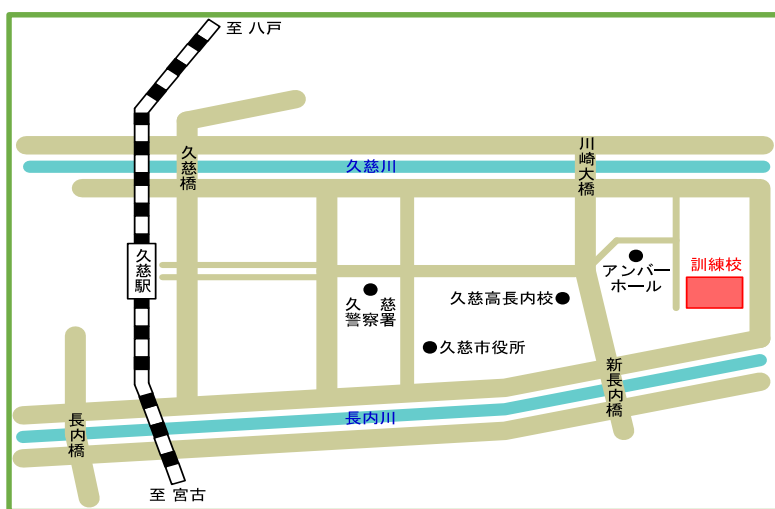 至 八戸
久慈橋
久慈川
川崎大橋
久慈駅
アンバー
ホール
訓練校
久 慈
警察署
久慈高長内校
久慈市役所
新長内橋
長内橋
長内川
至 宮古